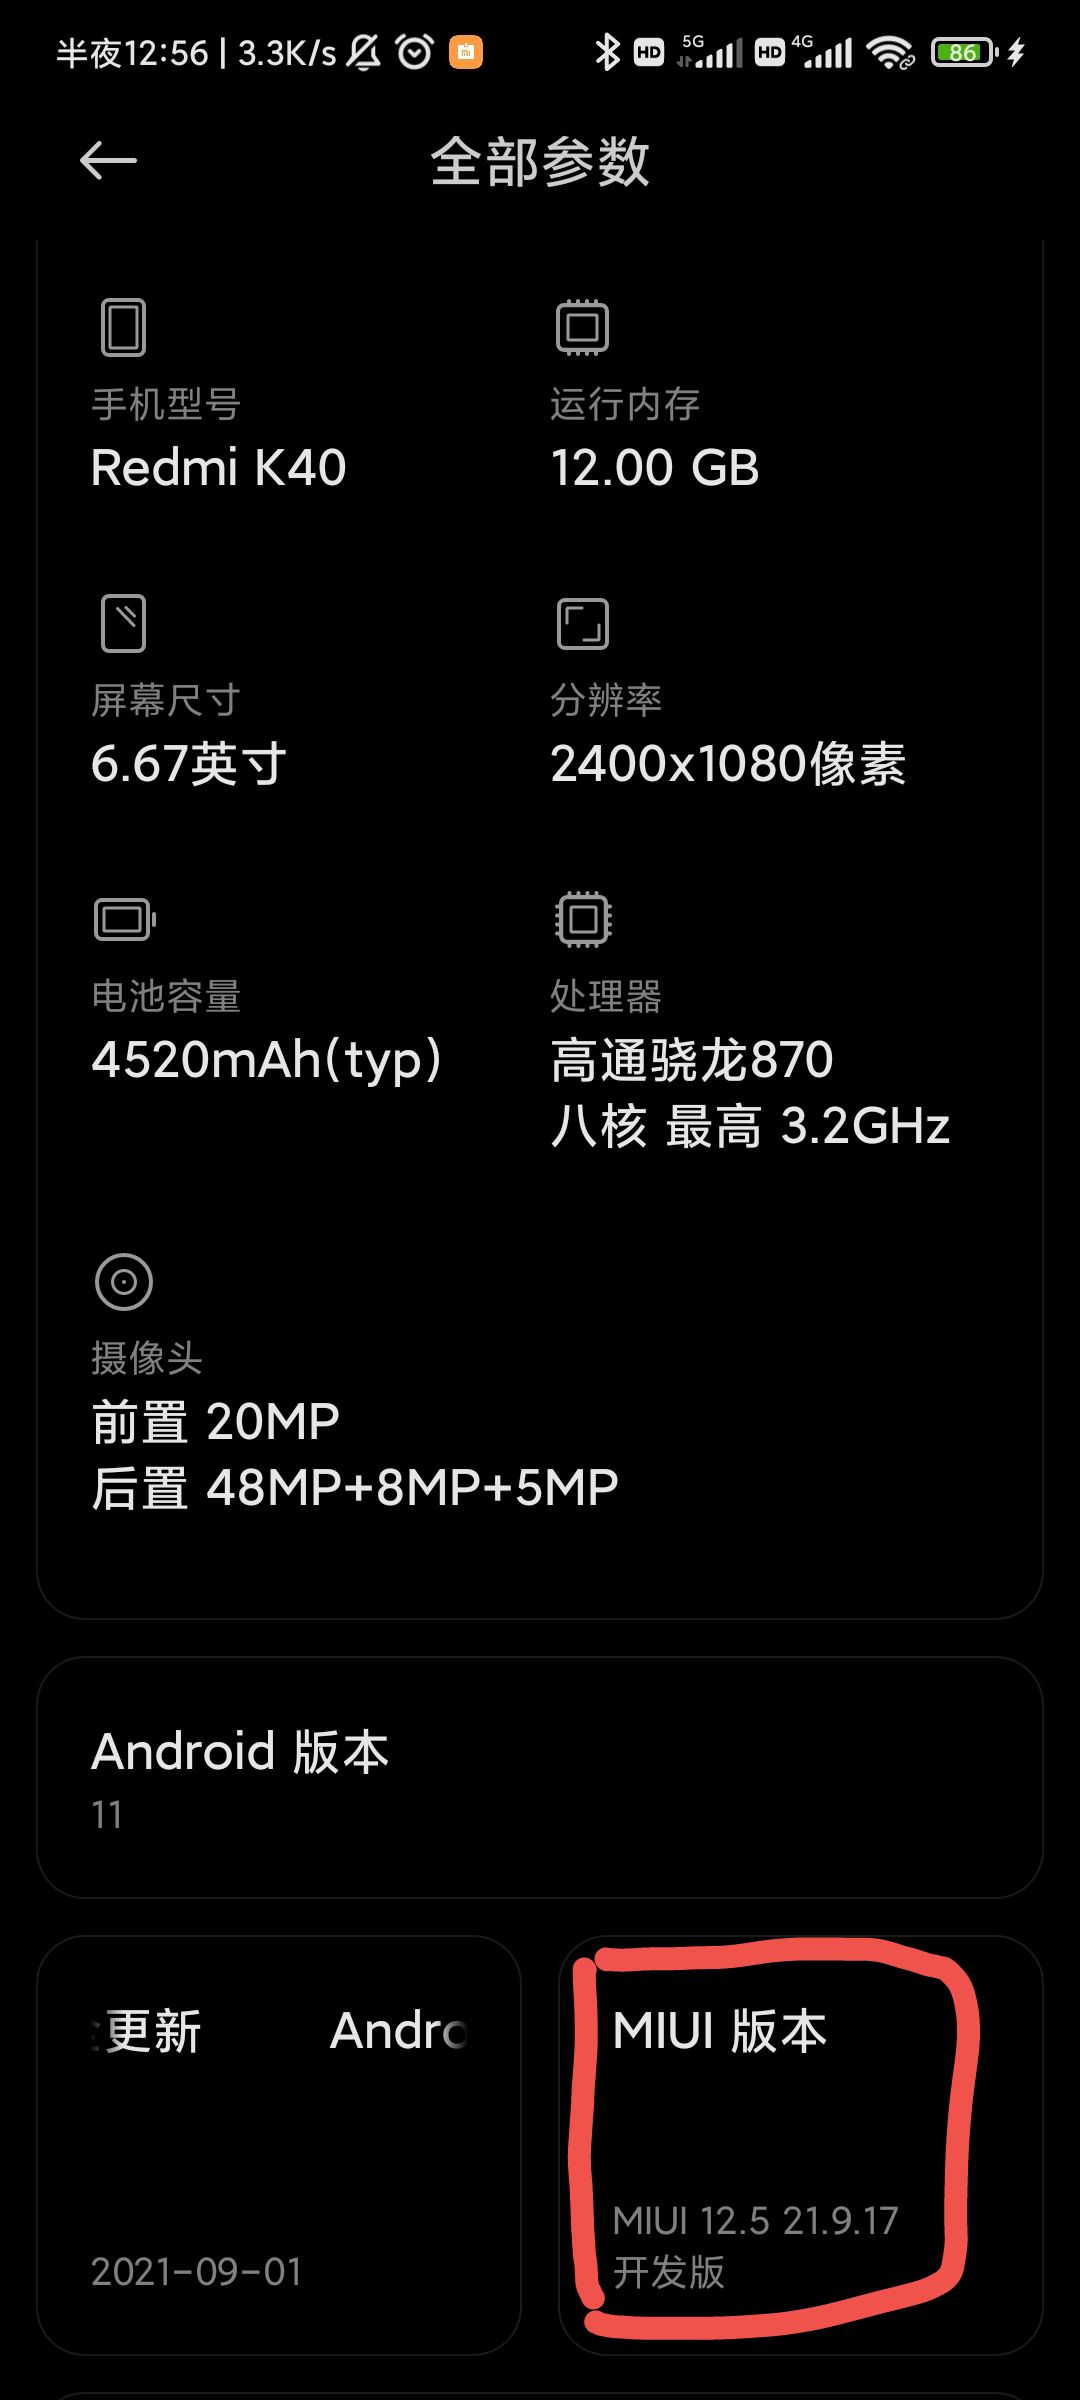 半夜12:56 | 3.3K/s
HD 5G HD 4G 86
全部参数
手机型号
Redmi K40
运行内存
12.00 GB
屏幕尺寸
6.67英寸
分辨率
2400x1080像素
电池容量
4520mAh(typ)
处理器
高通骁龙870
八核 最高 3.2GHz
摄像头
前置 20MP
后置 48MP+8MP+5MP
Android 版本
11
更新 Andro
2021-09-01
MIUI 版本
MIUI 12.5 21.9.17
开发版